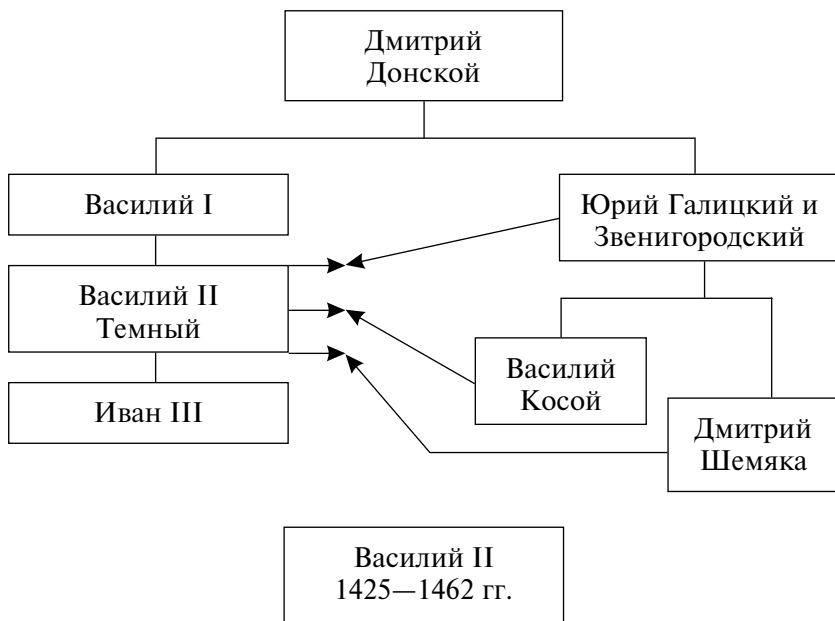 Дмитрий
Донской
Василий I
Юрий Галицкий и
Звенигородский
Василий II
Темный
Василий
Косой
Иван III
Дмитрий
Шемяка
Василий II
1425—1462 гг.